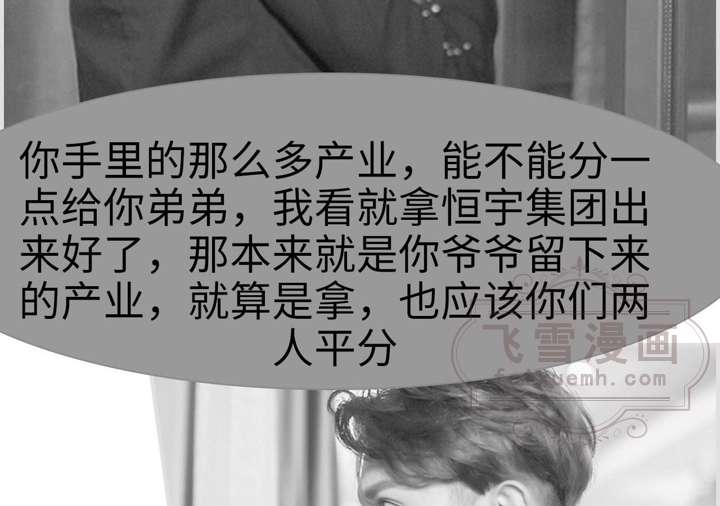 你手里的那么多产业，能不能分一
点给你弟弟，我看就拿恒宇集团出
来好了，那本来就是你爷爷留下来
的产业，就算是拿，也应该你们两
人平分
飞雪漫画
feixuemh.com